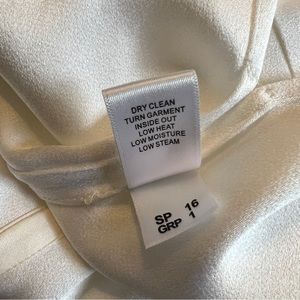 DRY CLEAN
TURN GARMENT
INSIDE OUT
LOW HEAT
LOW MOISTURE
LOW STEAM
SP 16
GRP 1